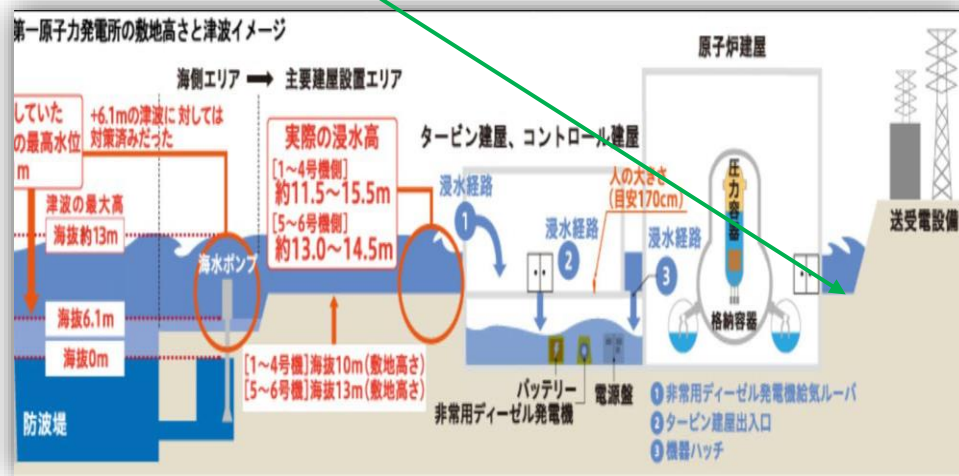 第一原子力発電所の敷地高さと津波イメージ
海側エリア
主要建屋設置エリア
していた
の最高水位
m
+6.1mの津波に対しては
対策済みだった
実際の浸水高
[1〜4号機側]
約11.5〜15.5m
[5〜6号機側]
約13.0〜14.5m
津波の最大高
海抜約13m
海水ポンプ
海抜6.1m
海抜0m
防波堤
[1〜4号機]海抜10m(敷地高さ)
[5〜6号機]海抜13m(敷地高さ)
タービン建屋、コントロール建屋
浸水経路
1
浸水経路
2
人の大きさ
(目安170cm)
浸水経路
3
バッテリー
非常用ディーゼル発電機
電源盤
原子炉建屋
圧力容器
格納容器
送受電設備
1 非常用ディーゼル発電機給気ルーバ
2 タービン建屋出入口
3 機器ハッチ